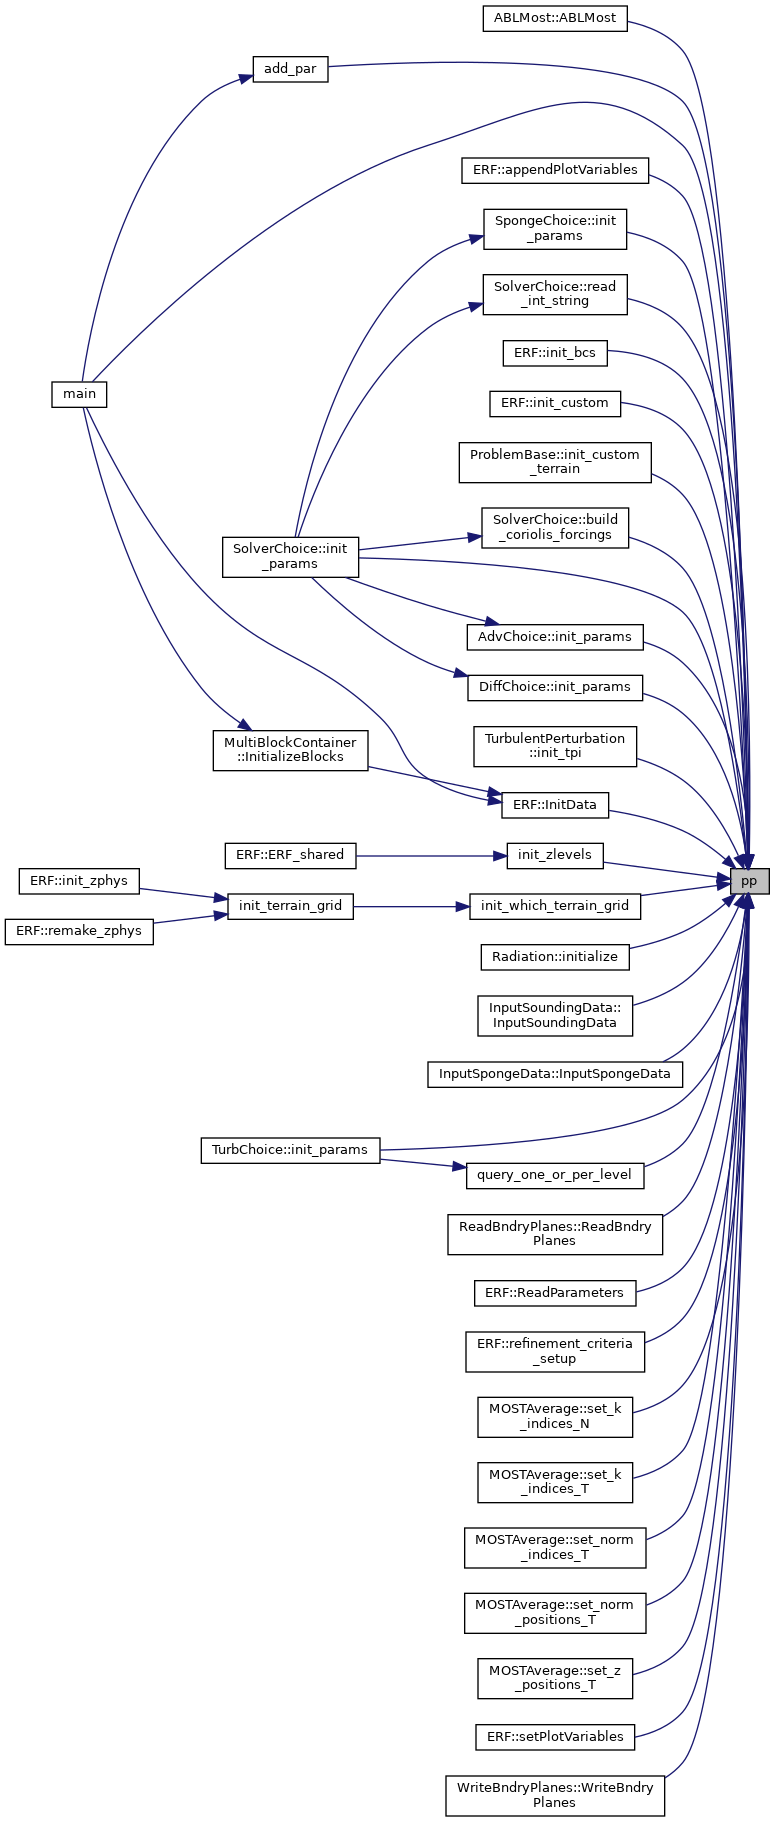 ABLMost::ABLMost
add_par
ERF::appendPlotVariables
SpongeChoice::init
_params
SolverChoice::read
_int_string
ERF::init_bcs
main
ERF::init_custom
ProblemBase::init_custom
_terrain
SolverChoice::build
_coriolis_forcings
SolverChoice::init
_params
AdvChoice::init_params
DiffChoice::init_params
TurbulentPerturbation
::init_tpi
MultiBlockContainer
::InitializeBlocks
ERF::InitData
ERF::ERF_shared
init_zlevels
pp
ERF::init_zphys
init_terrain_grid
init_which_terrain_grid
ERF::remake_zphys
Radiation::initialize
InputSoundingData::
InputSoundingData
InputSpongeData::InputSpongeData
TurbChoice::init_params
query_one_or_per_level
ReadBndryPlanes::ReadBndry
Planes
ERF::ReadParameters
ERF::refinement_criteria
_setup
MOSTAverage::set_k
_indices_N
MOSTAverage::set_k
_indices_T
MOSTAverage::set_norm
_indices_T
MOSTAverage::set_norm
_positions_T
MOSTAverage::set_z
_positions_T
ERF::setPlotVariables
WriteBndryPlanes::WriteBndry
Planes